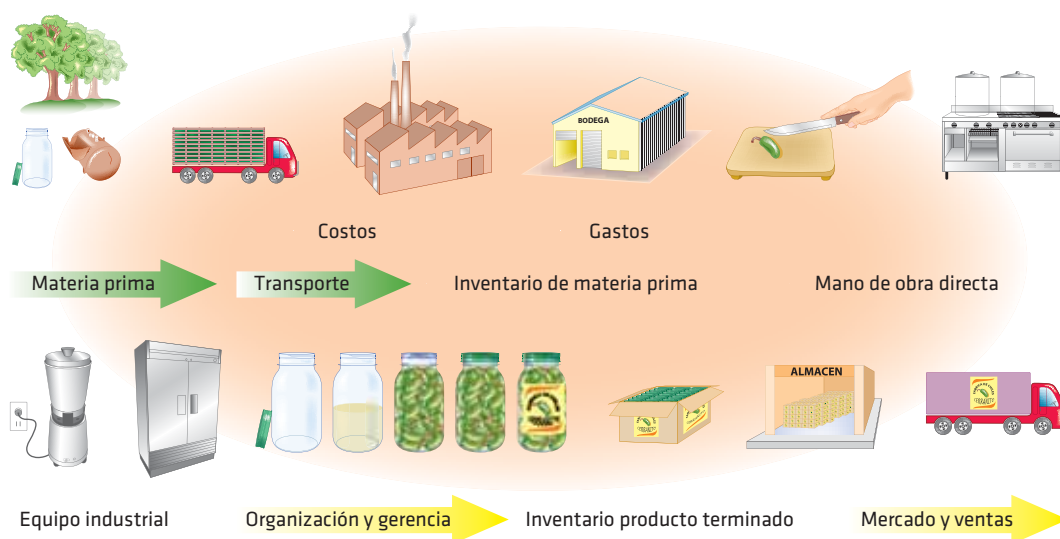 BODEGA
Costos
Gastos
Materia prima
Transporte
Inventario de materia prima
Mano de obra directa
ALMACEN
Equipo industrial
Organización y gerencia
Inventario producto terminado
Mercado y ventas